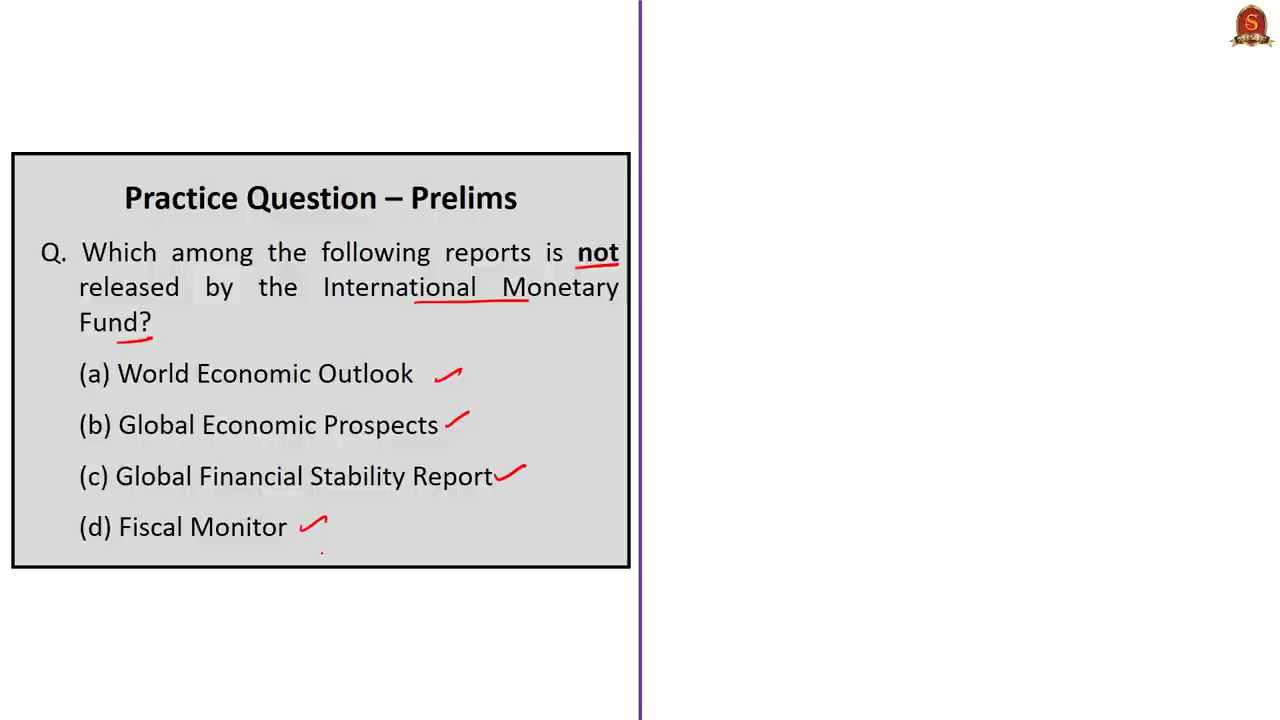 Practice Question – Prelims
Q. Which among the following reports is not
released by the International Monetary
Fund?
(a) World Economic Outlook
(b) Global Economic Prospects
(c) Global Financial Stability Report
(d) Fiscal Monitor